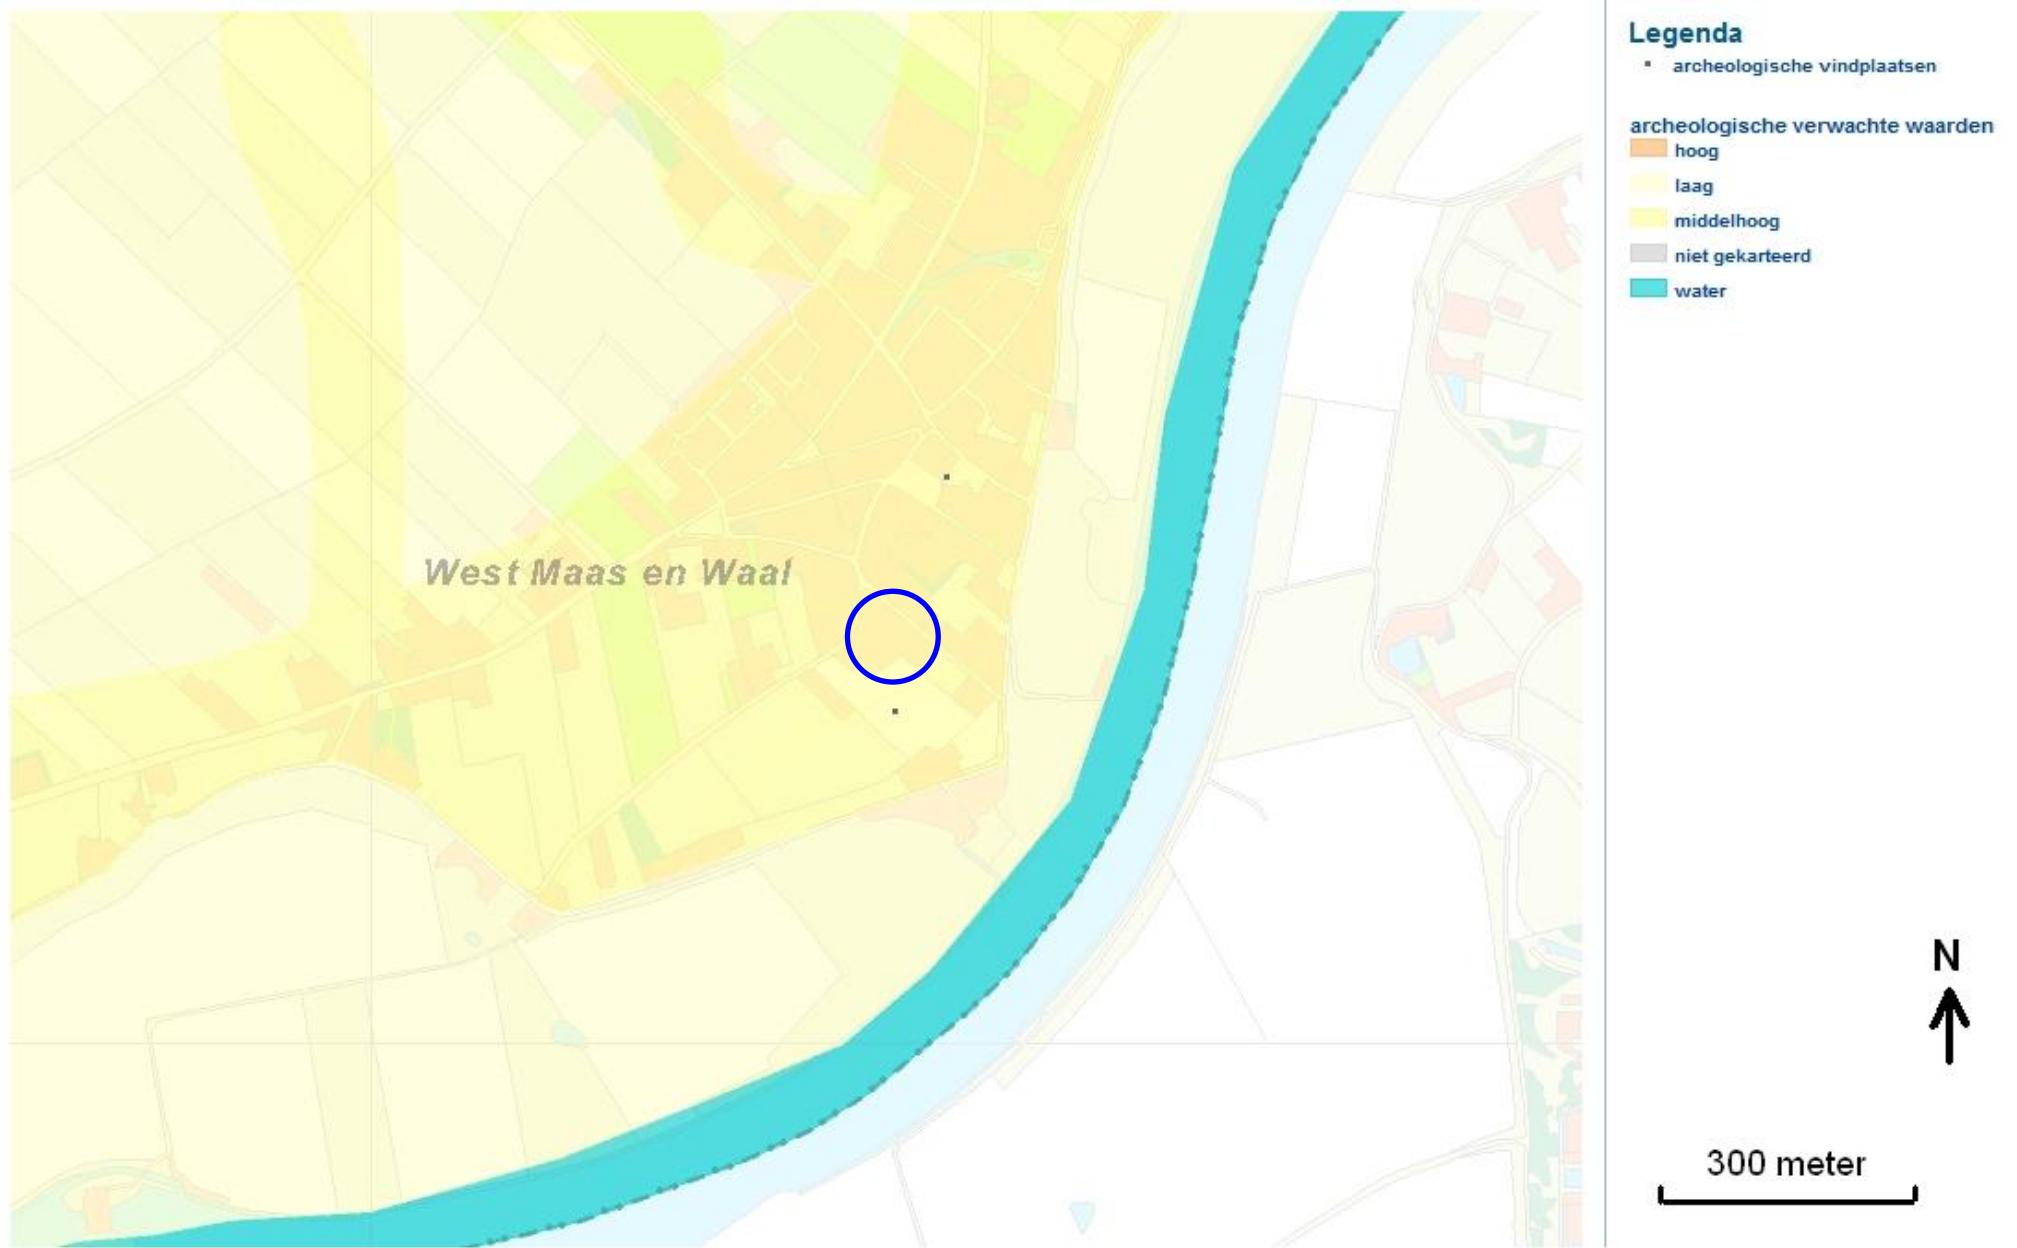 Legenda
archeologische vindplaatsen
archeologische verwachte waarden
hoog
laag
middelhoog
niet gekarteerd
water
West Maas en Waal
N
300 meter